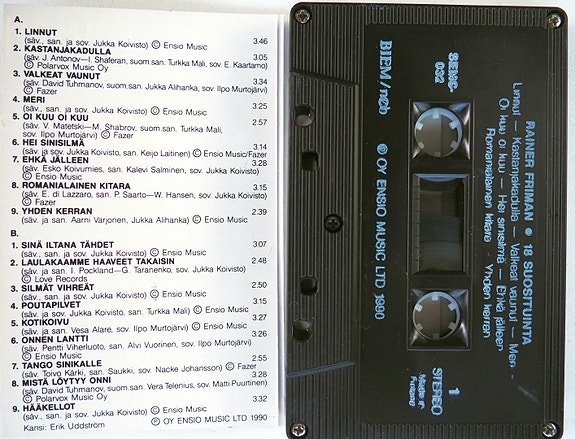 A.
1. LINNUT
(säv., san. ja sov. Jukka Koivisto) © Ensio Music 3.46
2. KASTANJAKADULLA 3.05
(säv. J. Antonov—I. Shaferan, suom.san. Turkka Mali, sov. E. Kaartamo)
© Polarvox Music Oy
3. VALKEAT VAUNUT 3.34
(säv. David Tuhmanov, suom.san. Jukka Alihanka, sov. Ilpo Murtojärvi)
© Fazer
4. MERI 3.25
(säv., san. ja sov. Jukka Koivisto) © Ensio Music
5. OI KUU OI KUU 2.57
(säv. V. Matetski—M. Shabrov, suom.san. Turkka Mali,
sov. Ilpo Murtojärvi) © Fazer
6. HEI SINISILMÄ 3.14
(säv. ja sov. Jukka Koivisto, san. Keijo Laitinen) © Ensio Music/Fazer
7. EHKÄ JÄLLEEN 3.28
(säv. Esko Koivumies, san. Kalevi Salminen, sov. Jukka Koivisto)
© Ensio Music
8. ROMANIALAINEN KITARA 3.15
(säv. E. di Lazzaro, san. P. Saarto—W. Hansen, sov. Jukka Koivisto)
© Fazer
9. YHDEN KERRAN 2.39
(säv. ja san. Aarni Varjonen, Jukka Alihanka) © Ensio Music
B.
1. SINÄ ILTANA TÄHDET 3.07
(säv., san. ja sov. Jukka Koivisto) © Ensio Music
2. LAULAKAAMME HAAVEET TAKAISIN 2.48
(säv. ja san. I. Pockland—G. Taranenko, sov. Jukka Koivisto)
© Love Records
3. SILMÄT VIHREÄT 2.50
(säv., san. ja sov. Jukka Koivisto) © Ensio Music
4. POUTAPILVET 3.15
(säv. ja sov. Jukka Koivisto, san. Turkka Mali) © Ensio Music
5. KOTIKOIVU 3.27
(säv. ja san. Vesa Alare, sov. Ilpo Murtojärvi) © Ensio Music
6. ONNEN LANTTI 3.26
(säv. Pentti Viherluoto, san. Alvi Vuorinen, sov. Ilpo Murtojärvi)
© Ensio Music 2.55
7. TANGO SINIKALLE
(säv. Toivo Kärki, san. Saukki, sov. Nacke Johansson) © Fazer
8. MISTÄ LÖYTYY ONNI 3.28
(säv. David Tuhmanov, suom.san. Vera Telenius, sov. Matti Puurtinen)
© Polarvox Music Oy 3.32
9. HÄÄKELLOT
(säv., san. ja sov. Jukka Koivisto) © Ensio Music
Kansi: Erik Uddström Ⓟ OY ENSIO MUSIC LTD 1990
RAINER FRIMAN ● 18 SUOSITUINTA
Linnut — Kastanjakadulla — Valkeat vaunut — Meri —
Oi kuu oi kuu — Hei sinisilmä — Ehkä jälleen
Romanialainen kitara - Yhden kerran
SEMC
032
BIEM/ncb
℗ OY ENSIO MUSIC LTD, 1990
1
STEREO
Made in
Finland